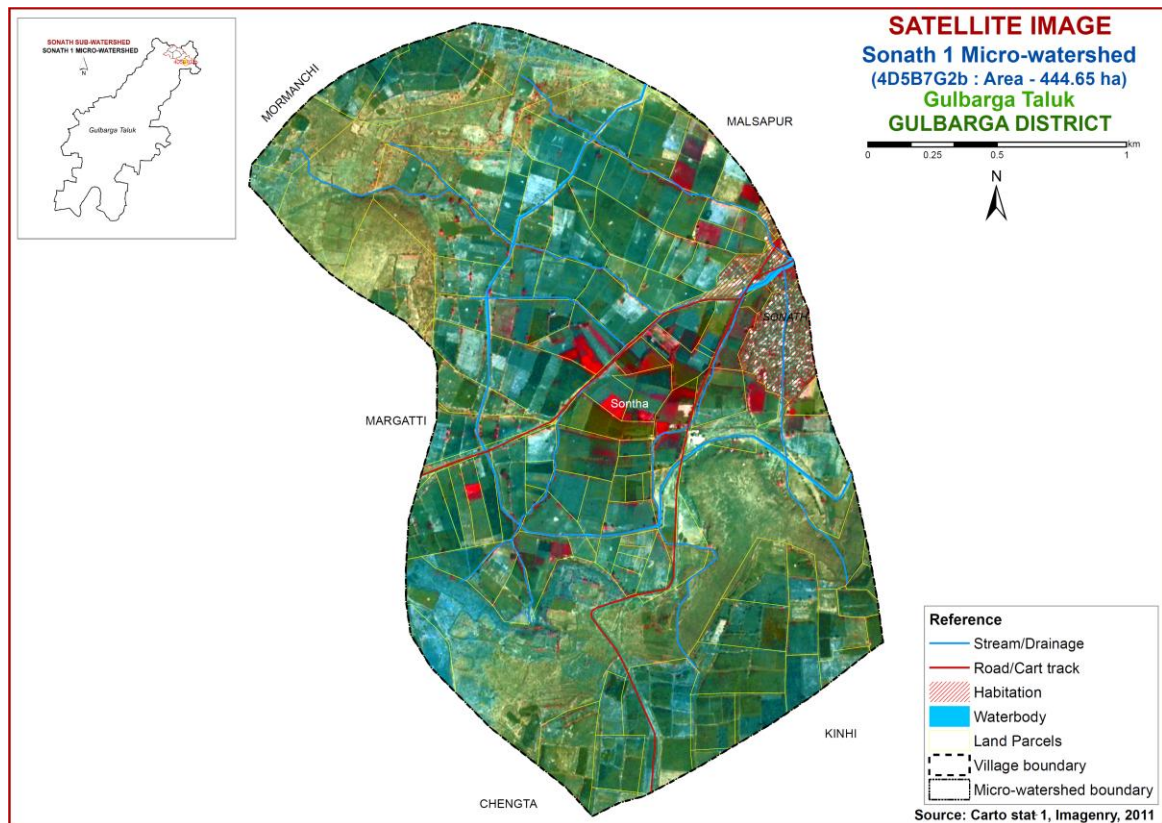 SONATH SUB-WATERSHED
SONATH 1 MICRO-WATERSHED
N
Gulbarga Taluk
SATELLITE IMAGE
Sonath 1 Micro-watershed
(4D5B7G2b : Area - 444.65 ha)
Gulbarga Taluk
GULBARGA DISTRICT
km
0 0.25 0.5 1
N
MORMANCHI
MALSAPUR
SONATH
Sontha
MARGATTI
KINHI
CHENGTA
Reference
Stream/Drainage
Road/Cart track
Habitation
Waterbody
Land Parcels
Village boundary
Micro-watershed boundary
Source: Carto stat 1, Imagenry, 2011